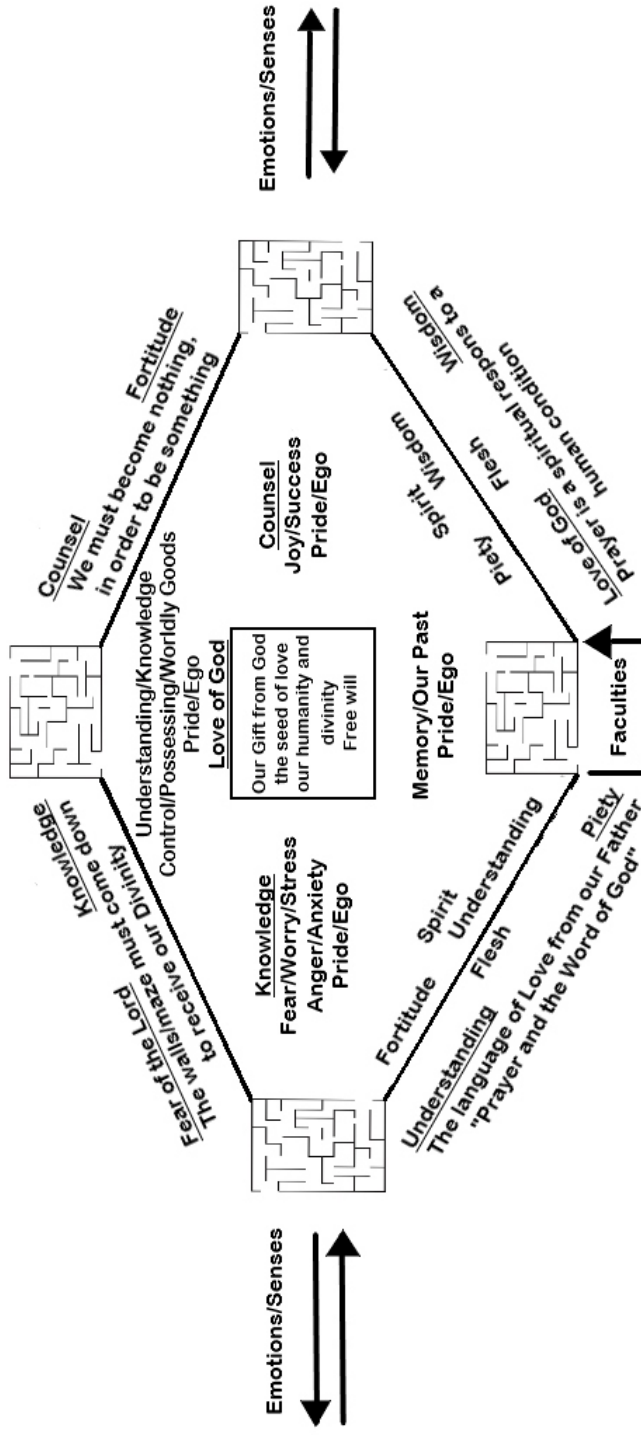 Counsel
Fortitude
We must become nothing,
in order to be something
Knowledge
Fear of the Lord
The walls/maze must come down
to receive our Divinity
Understanding/Knowledge
Control/Possessing/Worldly Goods
Pride/Ego
Love of God
Emotions/Senses
Knowledge
Fear/Worry/Stress
Anger/Anxiety
Pride/Ego
Our Gift from God
the seed of love
our humanity and
divinity
Free will
Counsel
Joy/Success
Pride/Ego
Emotions/Senses
Memory/Our Past
Pride/Ego
Fortitude
Spirit
Understanding
Flesh
Spirit
Wisdom
Piety
Flesh
Understanding
Piety
The language of Love from our Father
"Prayer and the Word of God"
Love of God
Wisdom
Prayer is a spiritual respons to a
human condition
Faculties